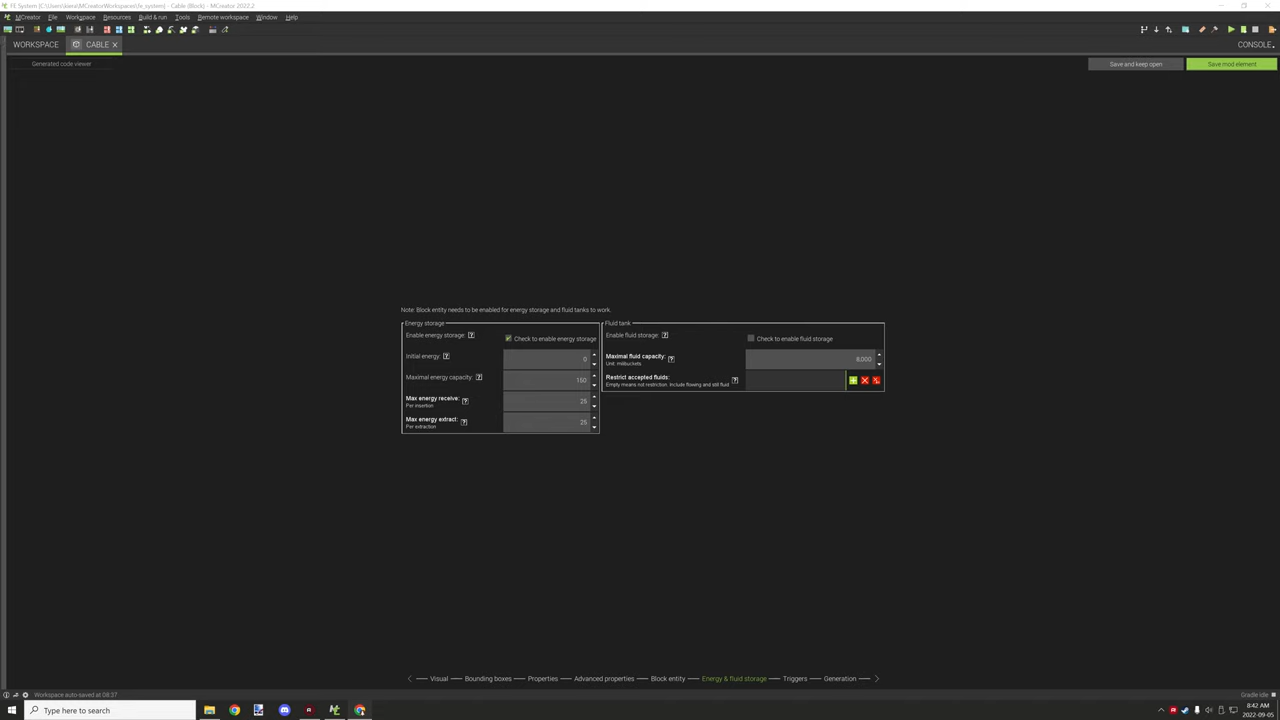 FE System [C:\Users\kiera\MCreatorWorkspaces\fe_system] - Cable (Block) - MCreator 2022.2
MCreator File Workspace Resources Build & run Tools Remote workspace Window Help
WORKSPACE CABLE X CONSOLE
Generated code viewer Save and keep open Save mod element
Note: Block entity needs to be enabled for energy storage and fluid tanks to work.
Energy storage
Enable energy storage: ? Check to enable energy storage
Initial energy: ? 0
Maximal energy capacity: ? 150
Max energy receive: ? 25
Per insertion
Max energy extract: ? 25
Per extraction
Fluid tank
Enable fluid storage: ? Check to enable fluid storage
Maximal fluid capacity: ? 8,000
Unit: millibuckets
Restrict accepted fluids: ?
Empty means not restriction. Include flowing and still fluid
Visual Bounding boxes Properties Advanced properties Block entity Energy & fluid storage Triggers Generation
Workspace auto-saved at 08:37 Gradle idle
Type here to search
8:42 AM
2022-09-05